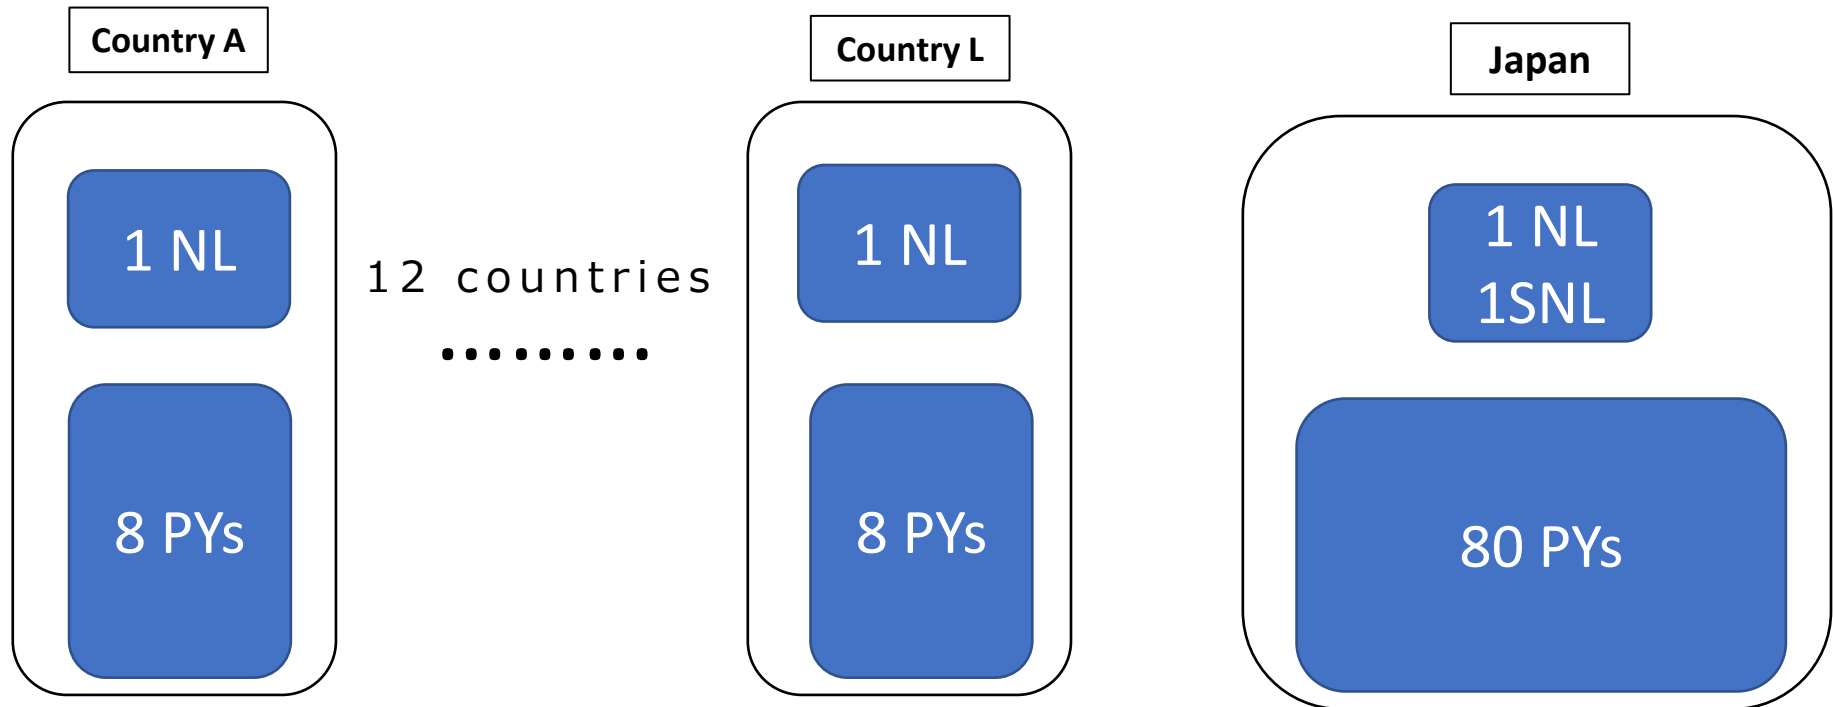 Country A
1 NL
8 PYs
12 countries
………
Country L
1 NL
8 PYs
Japan
1 NL
1SNL
80 PYs